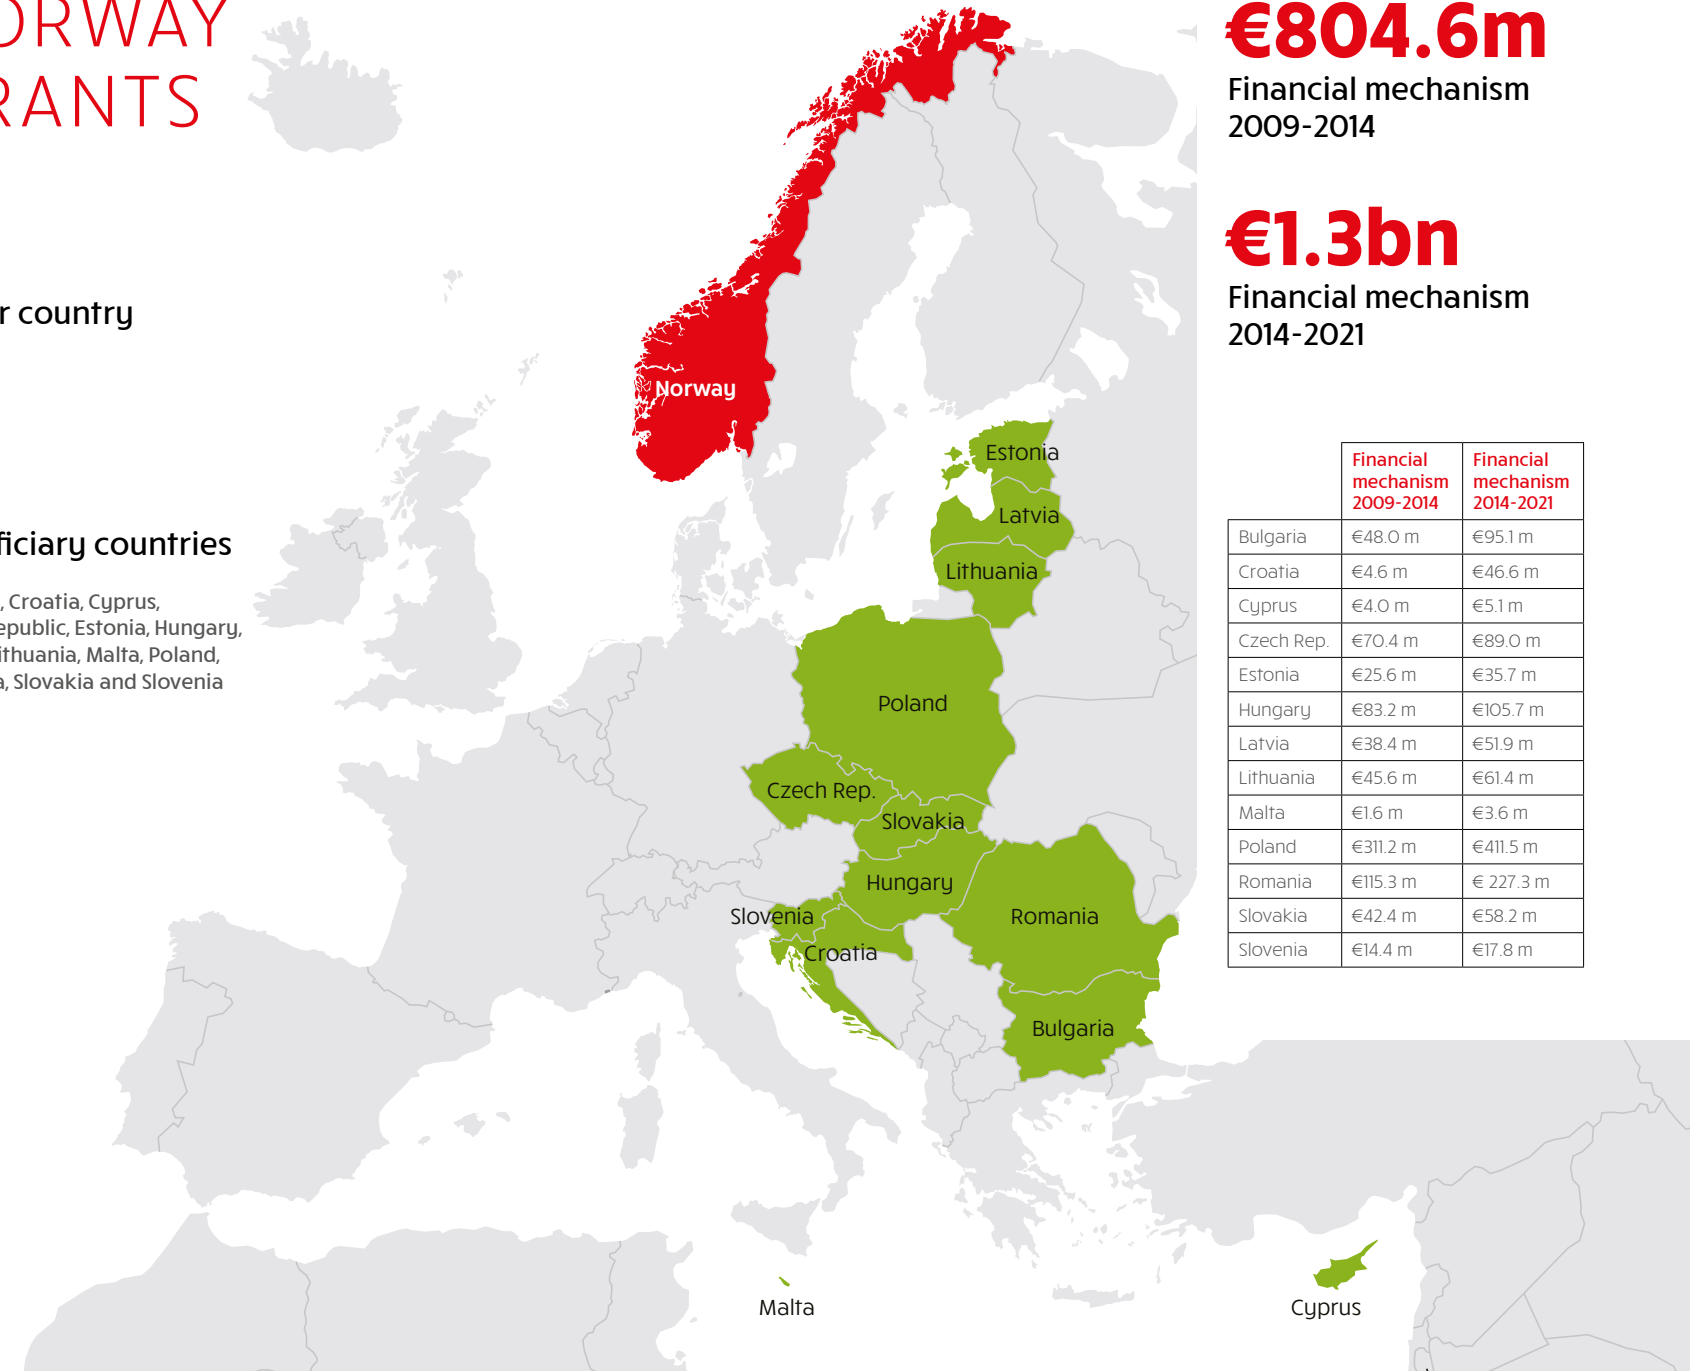 ORWAY
RANTS
r country
ficiary countries
, Croatia, Cyprus,
epublic, Estonia, Hungary,
ithuania, Malta, Poland,
a, Slovakia and Slovenia
Norway
Estonia
Latvia
Lithuania
Poland
Czech Rep.
Slovakia
Hungary
Slovenia
Croatia
Romania
Bulgaria
Malta
Cyprus
€804.6m
Financial mechanism
2009-2014
€1.3bn
Financial mechanism
2014-2021
Financial mechanism 2009-2014 Financial mechanism 2014-2021
Bulgaria €48.0 m €95.1 m
Croatia €4.6 m €46.6 m
Cyprus €4.0 m €5.1 m
Czech Rep. €70.4 m €89.0 m
Estonia €25.6 m €35.7 m
Hungary €83.2 m €105.7 m
Latvia €38.4 m €51.9 m
Lithuania €45.6 m €61.4 m
Malta €1.6 m €3.6 m
Poland €311.2 m €411.5 m
Romania €115.3 m € 227.3 m
Slovakia €42.4 m €58.2 m
Slovenia €14.4 m €17.8 m